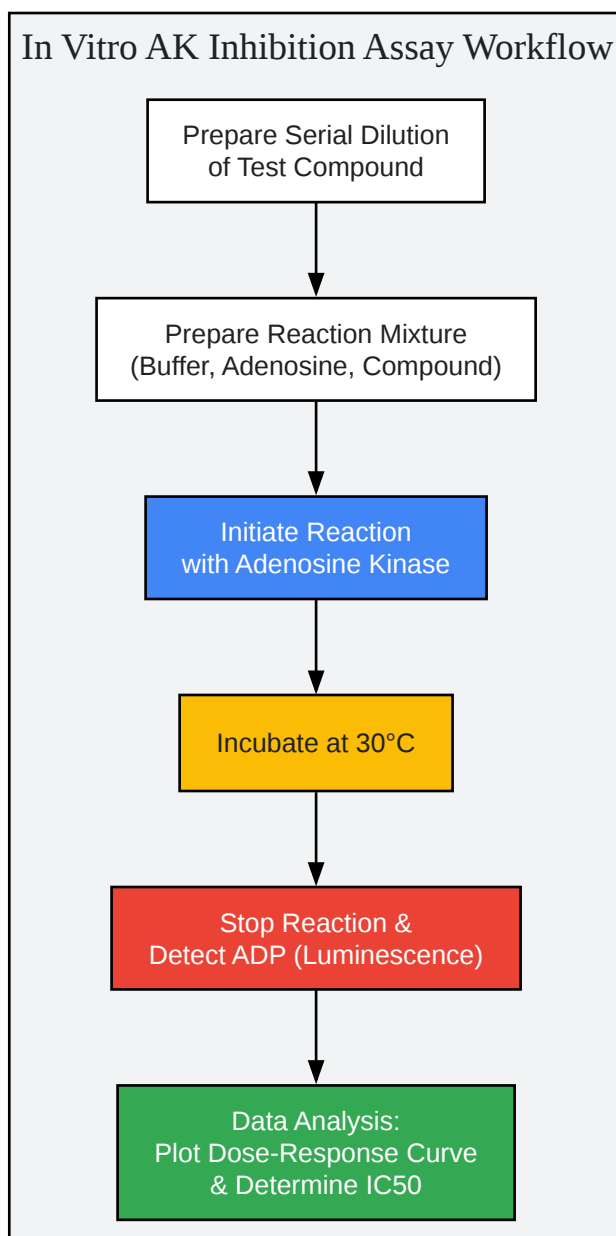 In Vitro AK Inhibition Assay Workflow
Prepare Serial Dilution
of Test Compound
Prepare Reaction Mixture
(Buffer, Adenosine, Compound)
Initiate Reaction
with Adenosine Kinase
Incubate at 30°C
Stop Reaction &
Detect ADP (Luminescence)
Data Analysis:
Plot Dose-Response Curve
& Determine IC50